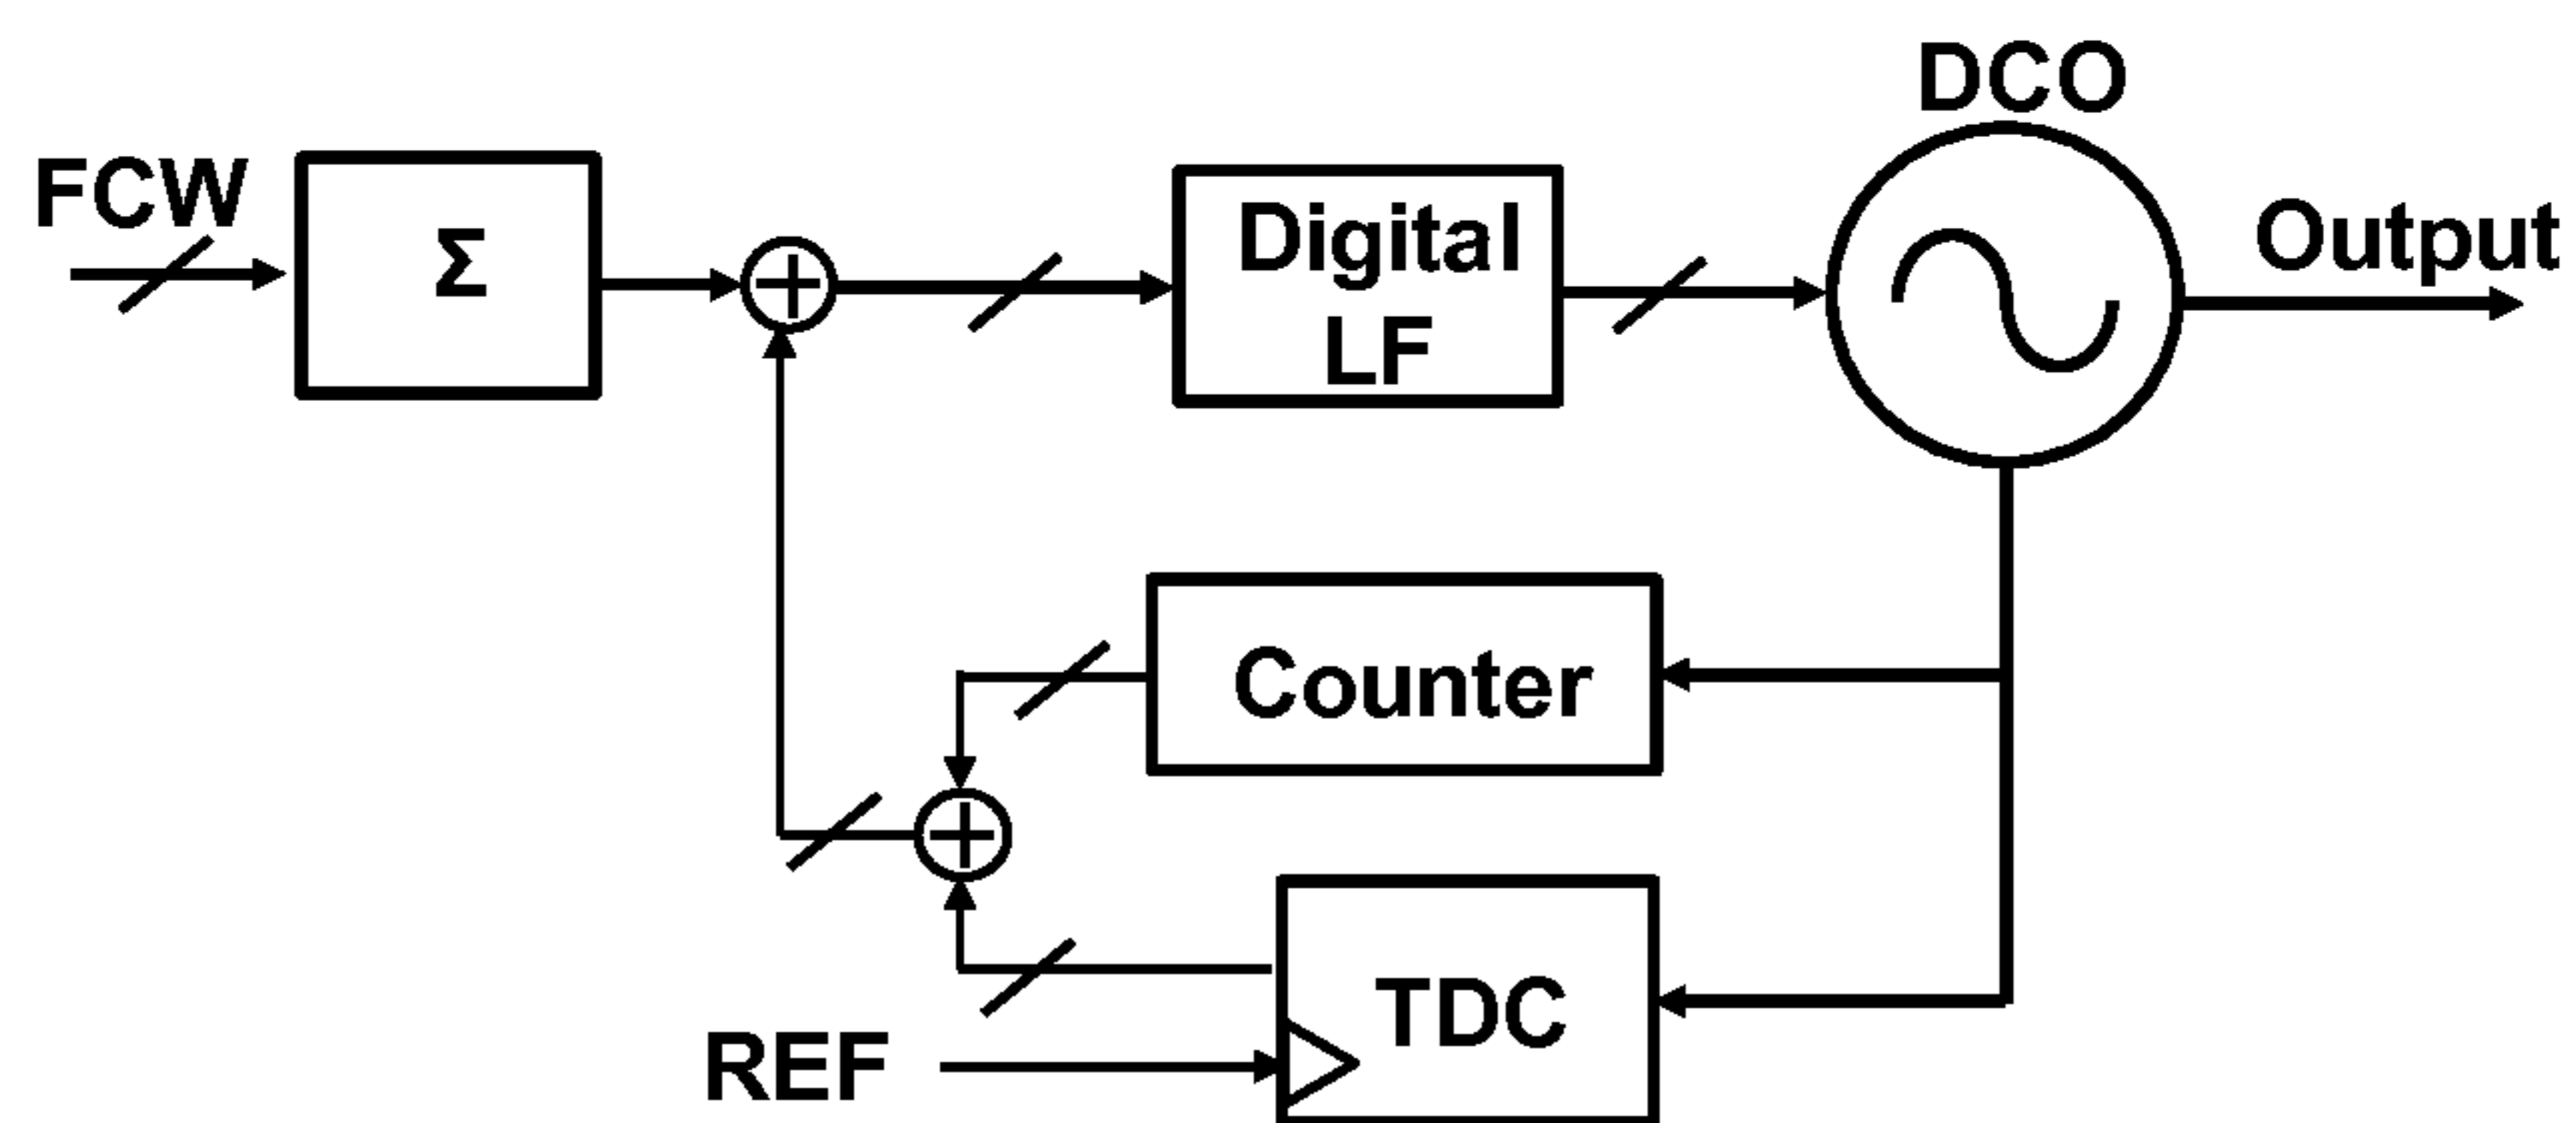 DCO
FCW
Σ
Digital
LF
Output
Counter
TDC
REF